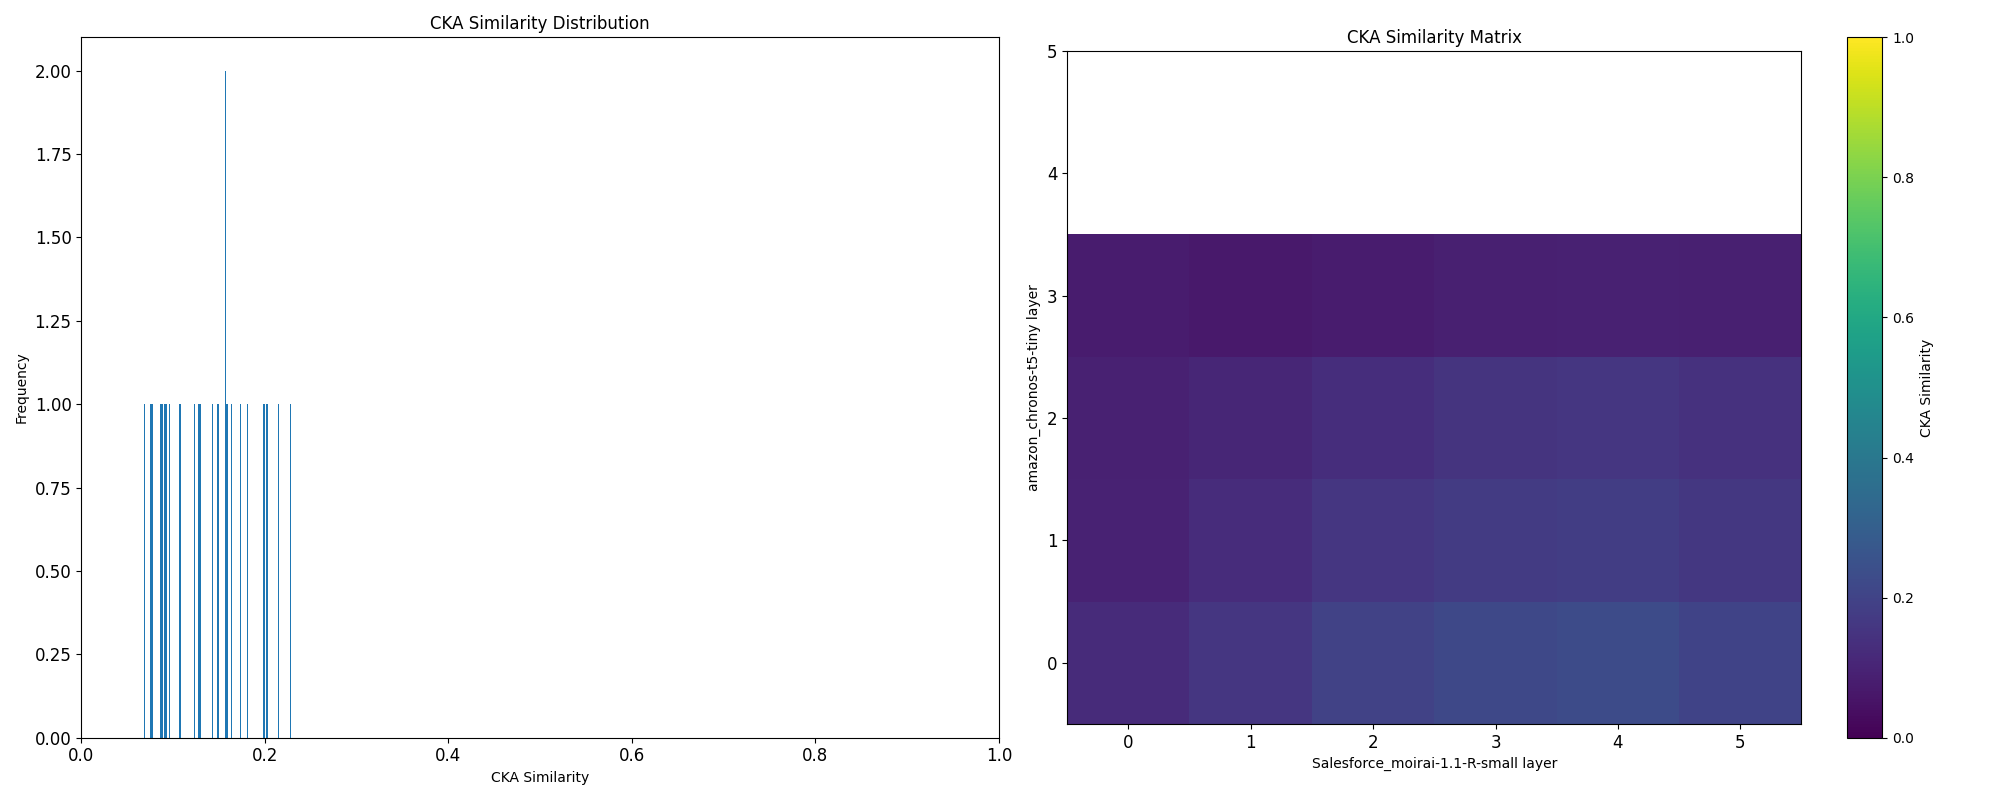 CKA Similarity Distribution
Frequency
2.00
1.75
1.50
1.25
1.00
0.75
0.50
0.25
0.00
0.0 0.2 0.4 0.6 0.8 1.0
CKA Similarity
CKA Similarity Matrix
amazon_chronos-t5-tiny layer
5
4
3
2
1
0
0 1 2 3 4 5
Salesforce_moirai-1.1-R-small layer
1.0
0.8
0.6
0.4
0.2
0.0
CKA Similarity